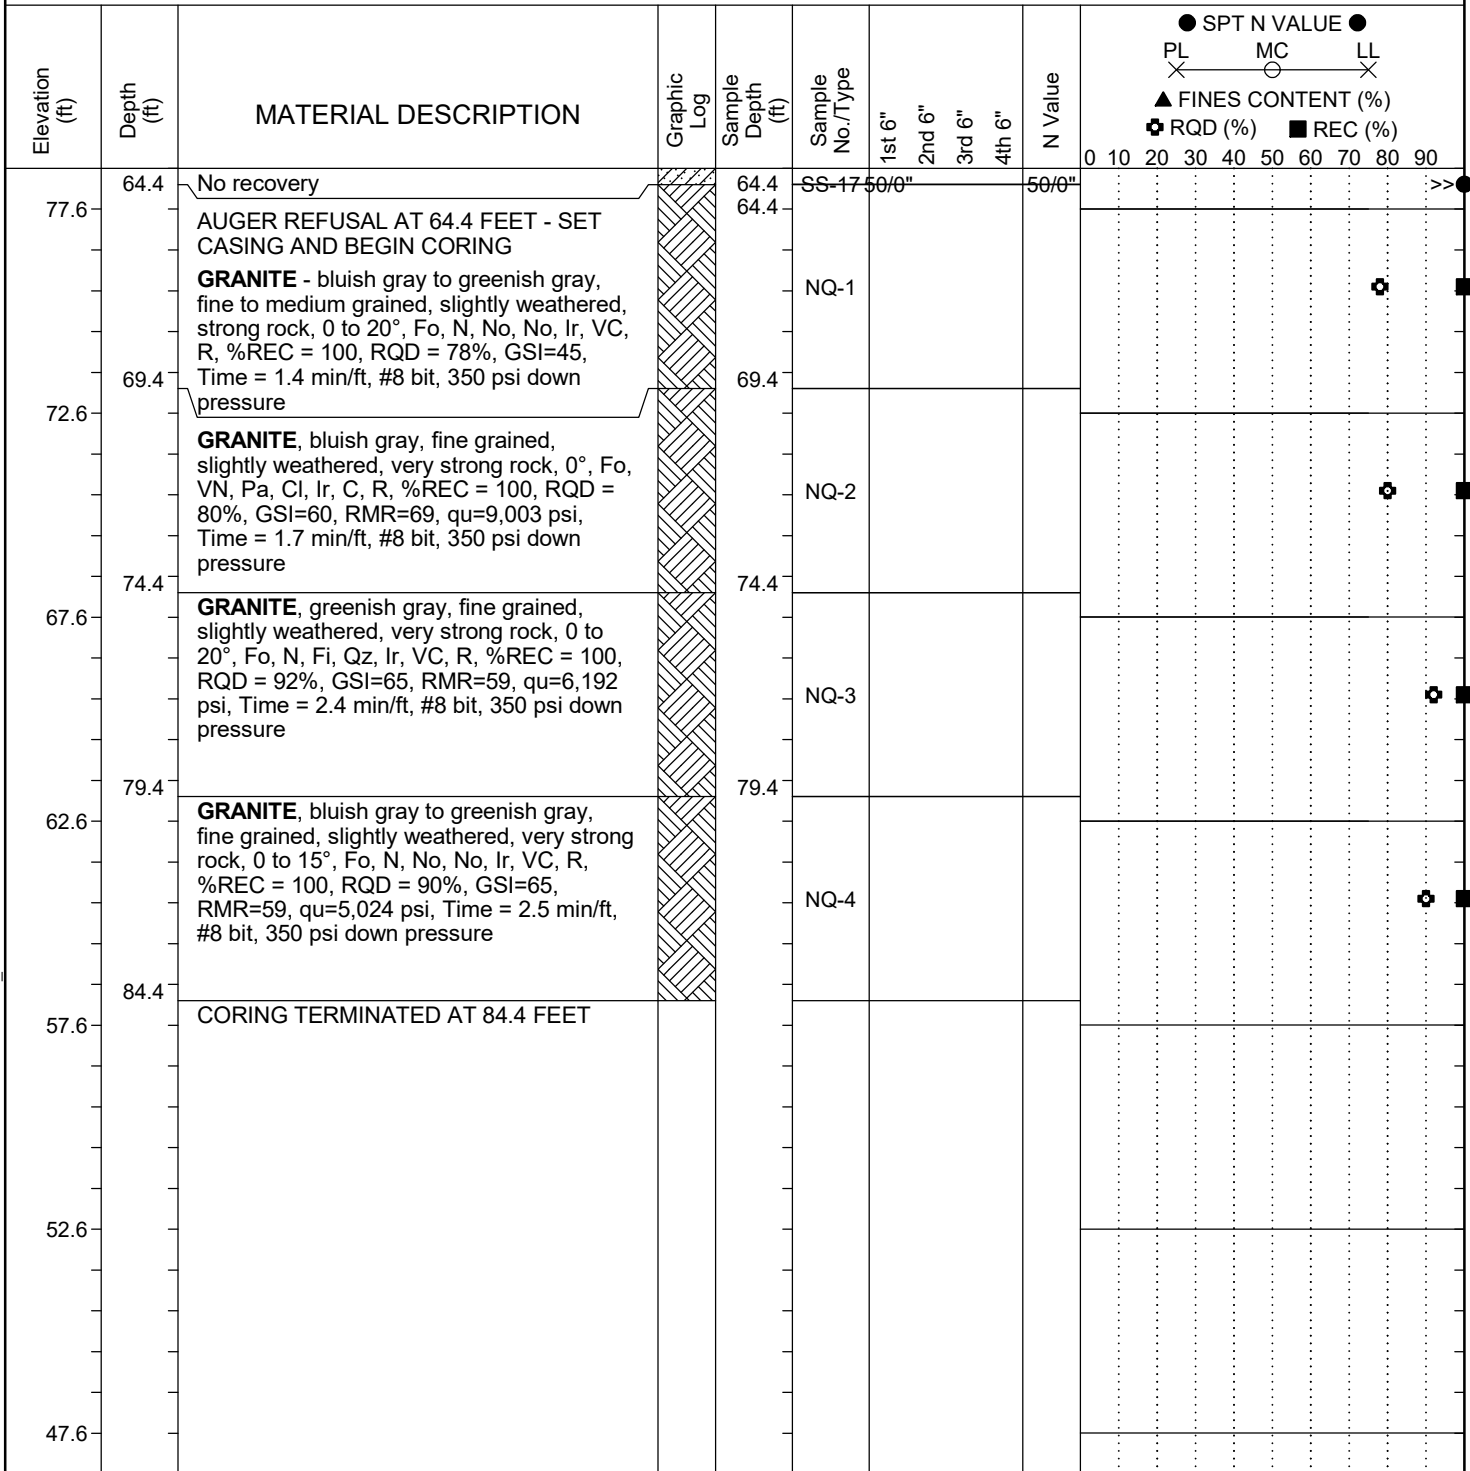 Elevation (ft)
Depth (ft)
MATERIAL DESCRIPTION
Graphic Log
Sample Depth (ft)
Sample No./Type
1st 6"
2nd 6"
3rd 6"
4th 6"
N Value
● SPT N VALUE ●
PL MC LL
▲ FINES CONTENT (%)
RQD (%) ■ REC (%)
0 10 20 30 40 50 60 70 80 90
64.4 No recovery 64.4 SS-17 50/0" 50/0" >>●
77.6 64.4
AUGER REFUSAL AT 64.4 FEET - SET
CASING AND BEGIN CORING
GRANITE - bluish gray to greenish gray,
NQ-1
fine to medium grained, slightly weathered,
strong rock, 0 to 20°, Fo, N, No, No, Ir, VC,
R, %REC = 100, RQD = 78%, GSI=45,
69.4 Time = 1.4 min/ft, #8 bit, 350 psi down 69.4
pressure
72.6
GRANITE, bluish gray, fine grained,
slightly weathered, very strong rock, 0°, Fo,
VN, Pa, Cl, Ir, C, R, %REC = 100, RQD =
NQ-2
80%, GSI=60, RMR=69, qu=9,003 psi,
Time = 1.7 min/ft, #8 bit, 350 psi down
pressure
74.4 74.4
GRANITE, greenish gray, fine grained,
67.6
slightly weathered, very strong rock, 0 to
20°, Fo, N, Fi, Qz, Ir, VC, R, %REC = 100,
RQD = 92%, GSI=65, RMR=59, qu=6,192
NQ-3
psi, Time = 2.4 min/ft, #8 bit, 350 psi down
pressure
79.4 79.4
GRANITE, bluish gray to greenish gray,
62.6
fine grained, slightly weathered, very strong
rock, 0 to 15°, Fo, N, No, No, Ir, VC, R,
%REC = 100, RQD = 90%, GSI=65,
NQ-4
RMR=59, qu=5,024 psi, Time = 2.5 min/ft,
#8 bit, 350 psi down pressure
84.4
CORING TERMINATED AT 84.4 FEET
57.6
52.6
47.6